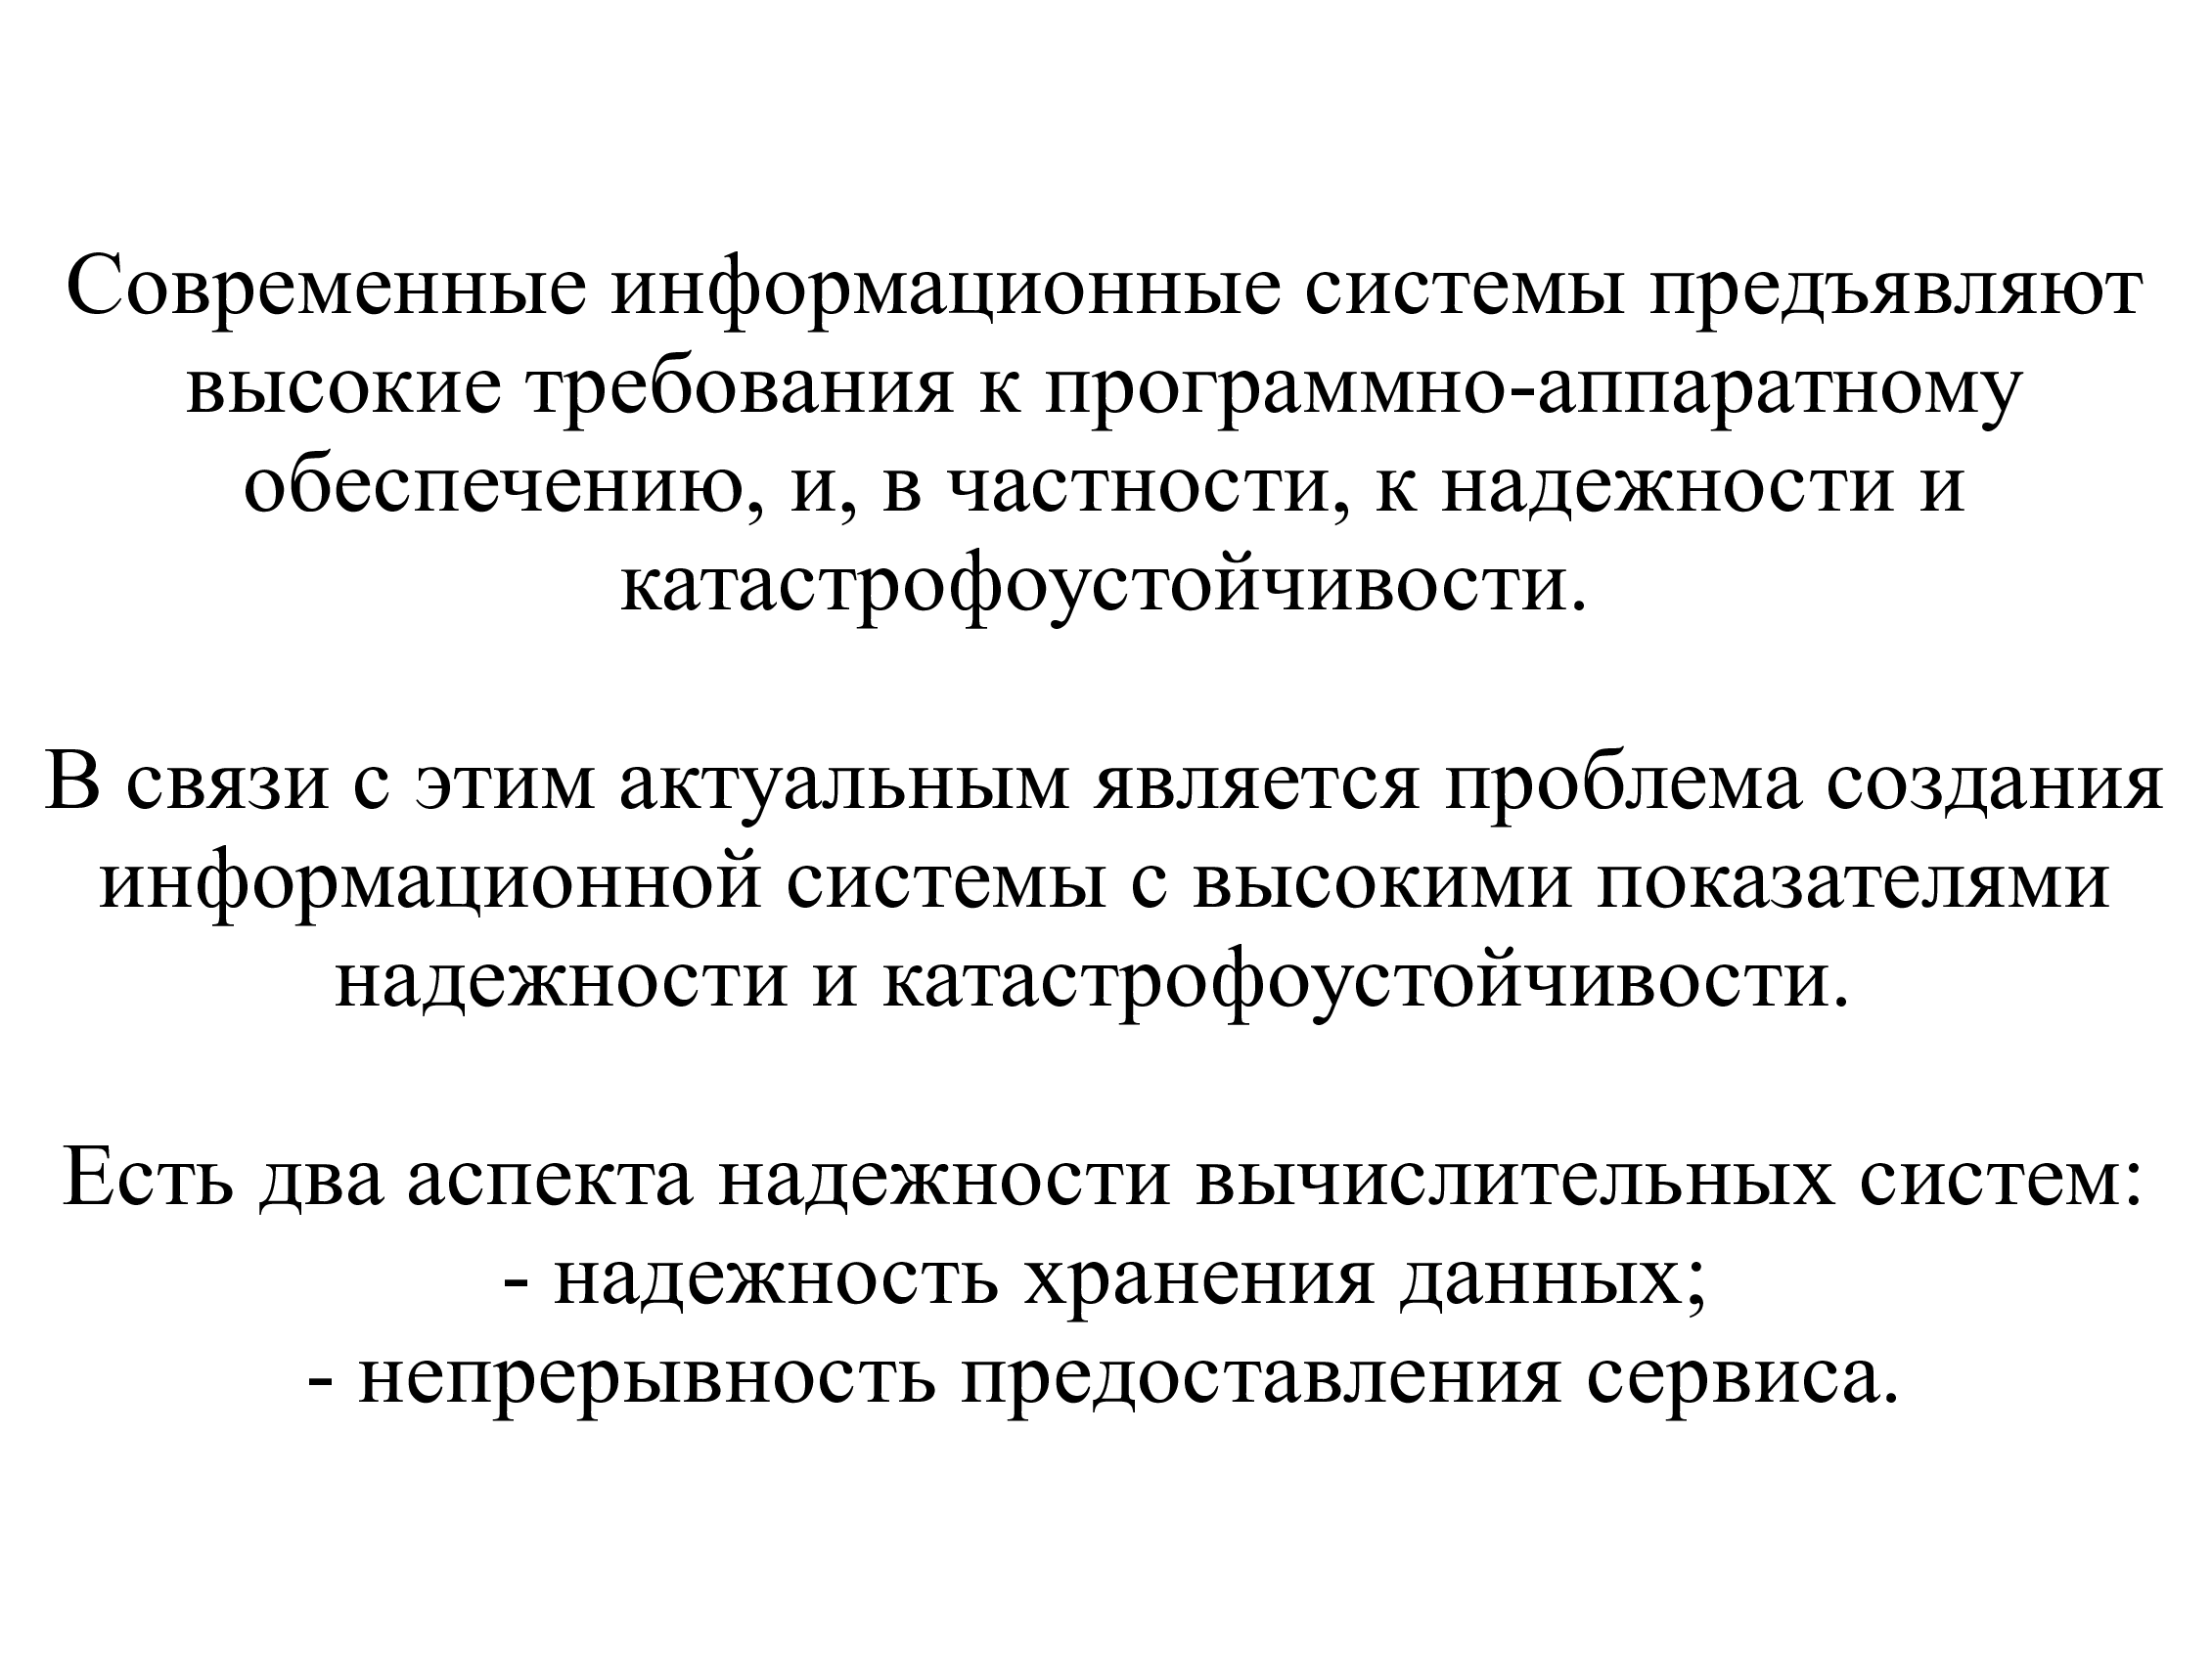 Современные информационные системы предъявляют
высокие требования к программно-аппаратному
обеспечению, и, в частности, к надежности и
катастрофоустойчивости.
В связи с этим актуальным является проблема создания
информационной системы с высокими показателями
надежности и катастрофоустойчивости.
Есть два аспекта надежности вычислительных систем:
- надежность хранения данных;
- непрерывность предоставления сервиса.